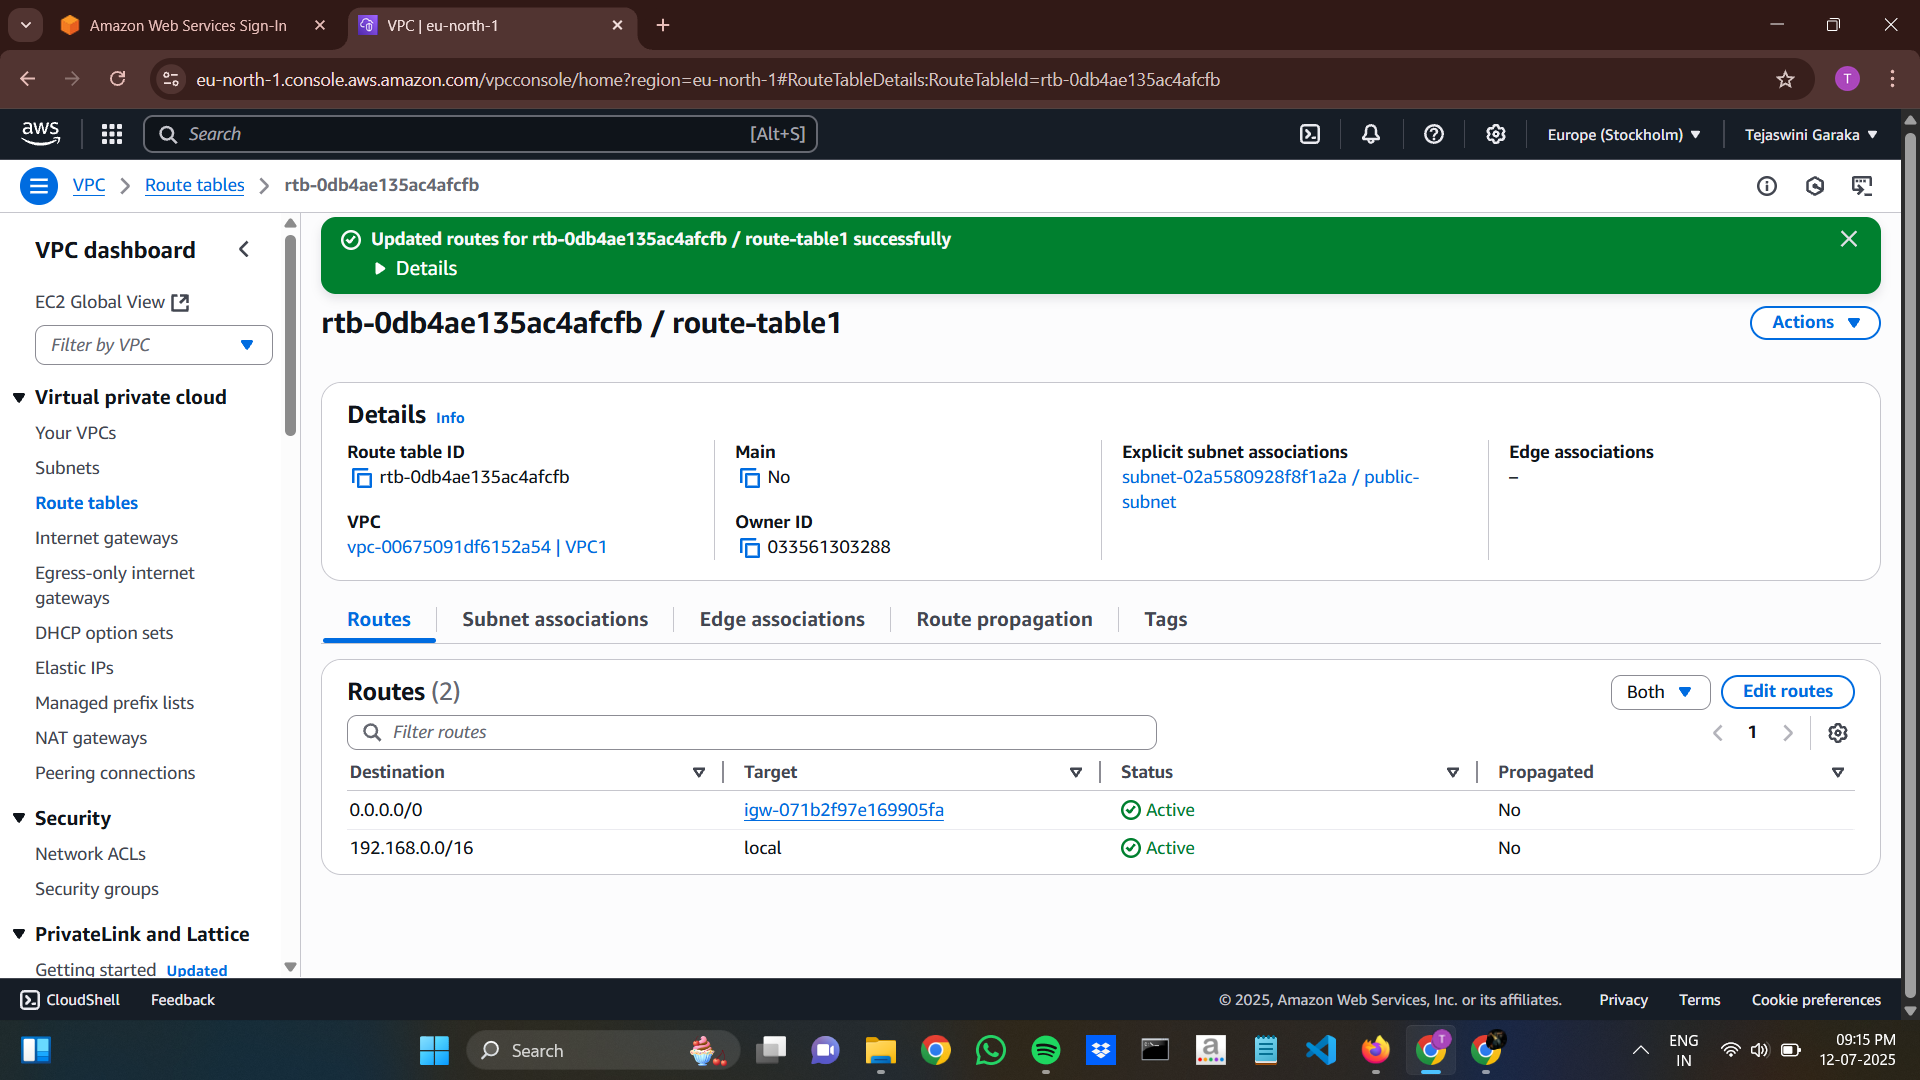 Amazon Web Services Sign-In
VPC | eu-north-1
eu-north-1.console.aws.amazon.com/vpcconsole/home?region=eu-north-1#RouteTableDetails:RouteTableId=rtb-0db4ae135ac4afcfb
T
aws
Search
[Alt+S]
Europe (Stockholm)
Tejaswini Garaka
VPC
Route tables
rtb-0db4ae135ac4afcfb
VPC dashboard
EC2 Global View
Filter by VPC
Virtual private cloud
Your VPCs
Subnets
Route tables
Internet gateways
Egress-only internet
gateways
DHCP option sets
Elastic IPs
Managed prefix lists
NAT gateways
Peering connections
Security
Network ACLs
Security groups
PrivateLink and Lattice
Getting started Updated
Updated routes for rtb-0db4ae135ac4afcfb / route-table1 successfully
Details
rtb-0db4ae135ac4afcfb / route-table1
Actions
Details Info
Route table ID
rtb-0db4ae135ac4afcfb
VPC
vpc-00675091df6152a54 | VPC1
Main
No
Owner ID
033561303288
Explicit subnet associations
subnet-02a5580928f8f1a2a / public-
subnet
Edge associations
–
Routes
Subnet associations
Edge associations
Route propagation
Tags
Routes (2)
Both
Edit routes
Filter routes
1
Destination Target Status Propagated
0.0.0.0/0 igw-071b2f97e169905fa Active No
192.168.0.0/16 local Active No
CloudShell
Feedback
© 2025, Amazon Web Services, Inc. or its affiliates.
Privacy
Terms
Cookie preferences
Search
a
T
ENG
IN
09:15 PM
12-07-2025